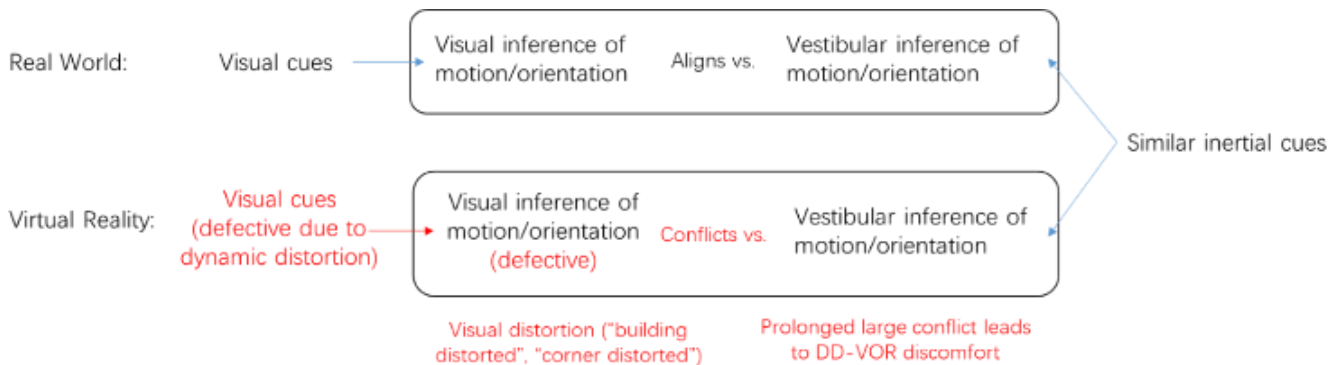 Real World:
Visual cues
Visual inference of
motion/orientation
Aligns vs.
Vestibular inference of
motion/orientation
Similar inertial cues
Virtual Reality:
Visual cues
(defective due to
dynamic distortion)
Visual inference of
motion/orientation
(defective)
Conflicts vs.
Vestibular inference of
motion/orientation
Visual distortion ("building
distorted", "corner distorted")
Prolonged large conflict leads
to DD-VOR discomfort